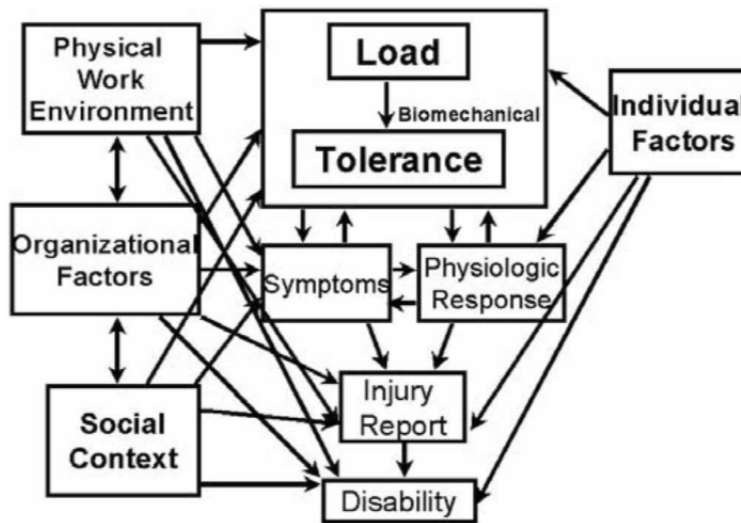 Physical
Work
Environment
Load
Biomechanical
Tolerance
Individual
Factors
Organizational
Factors
Symptoms
Physiologic
Response
Social
Context
Injury
Report
Disability